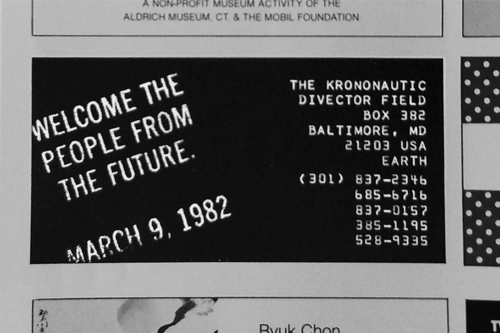 A NON-PROFIT MUSEUM ACTIVITY OF THE
ALDRICH MUSEUM, CT. & THE MOBIL FOUNDATION
WELCOME THE
PEOPLE FROM
THE FUTURE.
MARCH 9, 1982
THE KRONONAUTIC
DIVECTOR FIELD
BOX 382
BALTIMORE, MD
21203 USA
EARTH
(301) 837-2346
685-6716
837-0157
385-1195
528-9335
Ryuk Chon